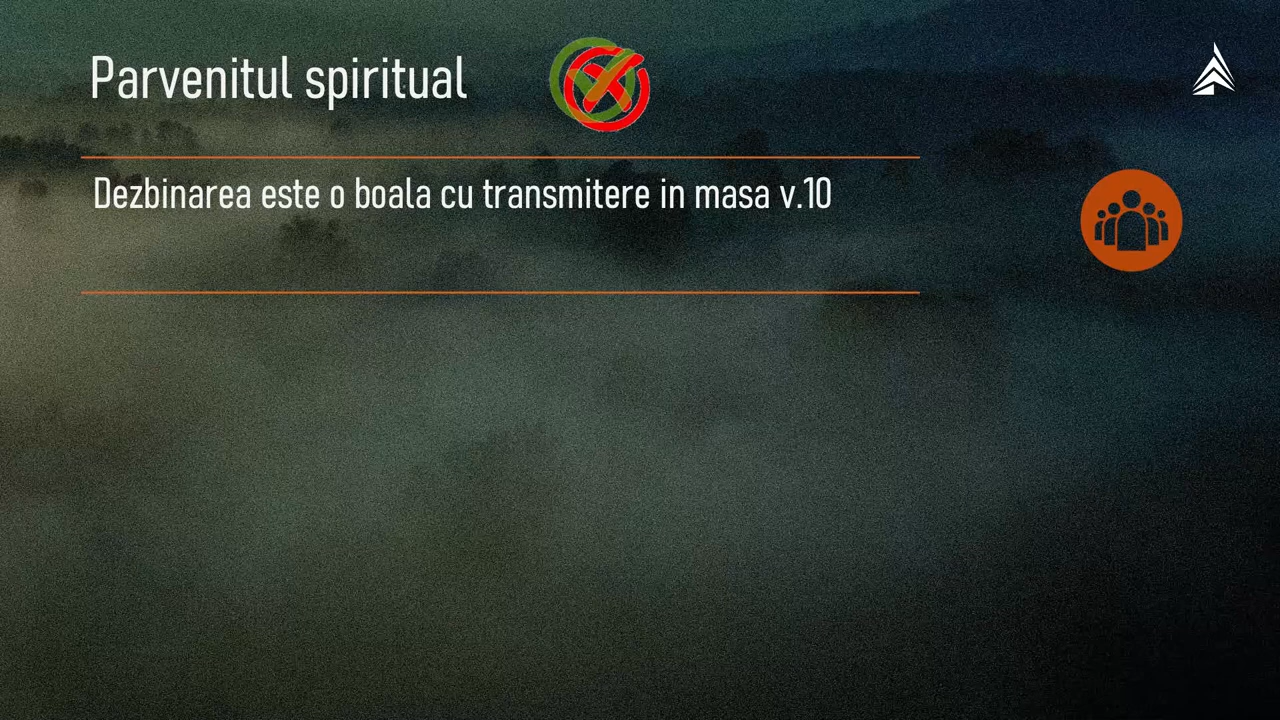 Parvenitul spiritual
Dezbinarea este o boala cu transmitere in masa v.10